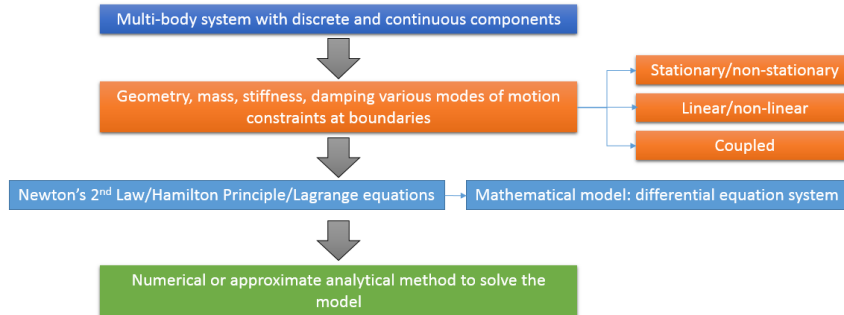 Multi-body system with discrete and continuous components
Geometry, mass, stiffness, damping various modes of motion
constraints at boundaries
Stationary/non-stationary
Linear/non-linear
Coupled
Newton's 2nd Law/Hamilton Principle/Lagrange equations
Mathematical model: differential equation system
Numerical or approximate analytical method to solve the
model